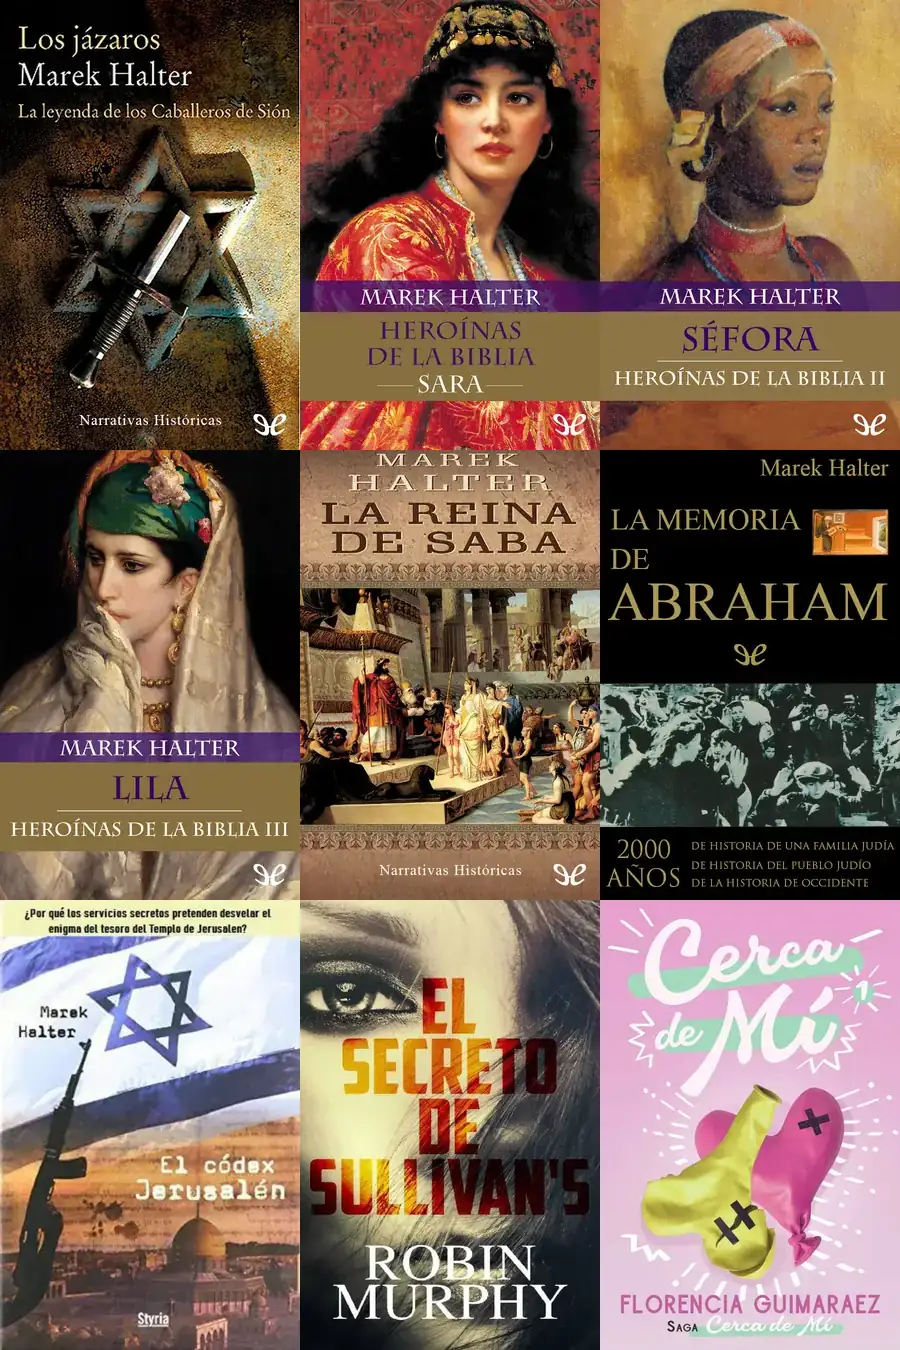 Los jázaros
Marek Halter
La leyenda de los Caballeros de Sión
Narrativas Históricas
MAREK HALTER
HEROÍNAS
DE LA BIBLIA
SARA
MAREK HALTER
SÉFORA
HEROÍNAS DE LA BIBLIA II
MAREK HALTER
LILA
HEROÍNAS DE LA BIBLIA III
MAREK
HALTER
LA REINA
DE SABA
Narrativas Históricas
Marek Halter
LA MEMORIA
DE
ABRAHAM
2000
AÑOS
DE HISTORIA DE UNA FAMILIA JUDÍA
DE HISTORIA DEL PUEBLO JUDÍO
DE LA HISTORIA DE OCCIDENTE
¿Por qué los servicios secretos pretenden desvelar el
enigma del tesoro del Templo de Jerusalen?
Marek
Halter
El códex
Jerusalén
Styria
EL
SECRETO
DE
SULLIVAN'S
ROBIN
MURPHY
Cerca
de Mí
1
FLORENCIA GUIMARAEZ
SAGA Cerca de Mí